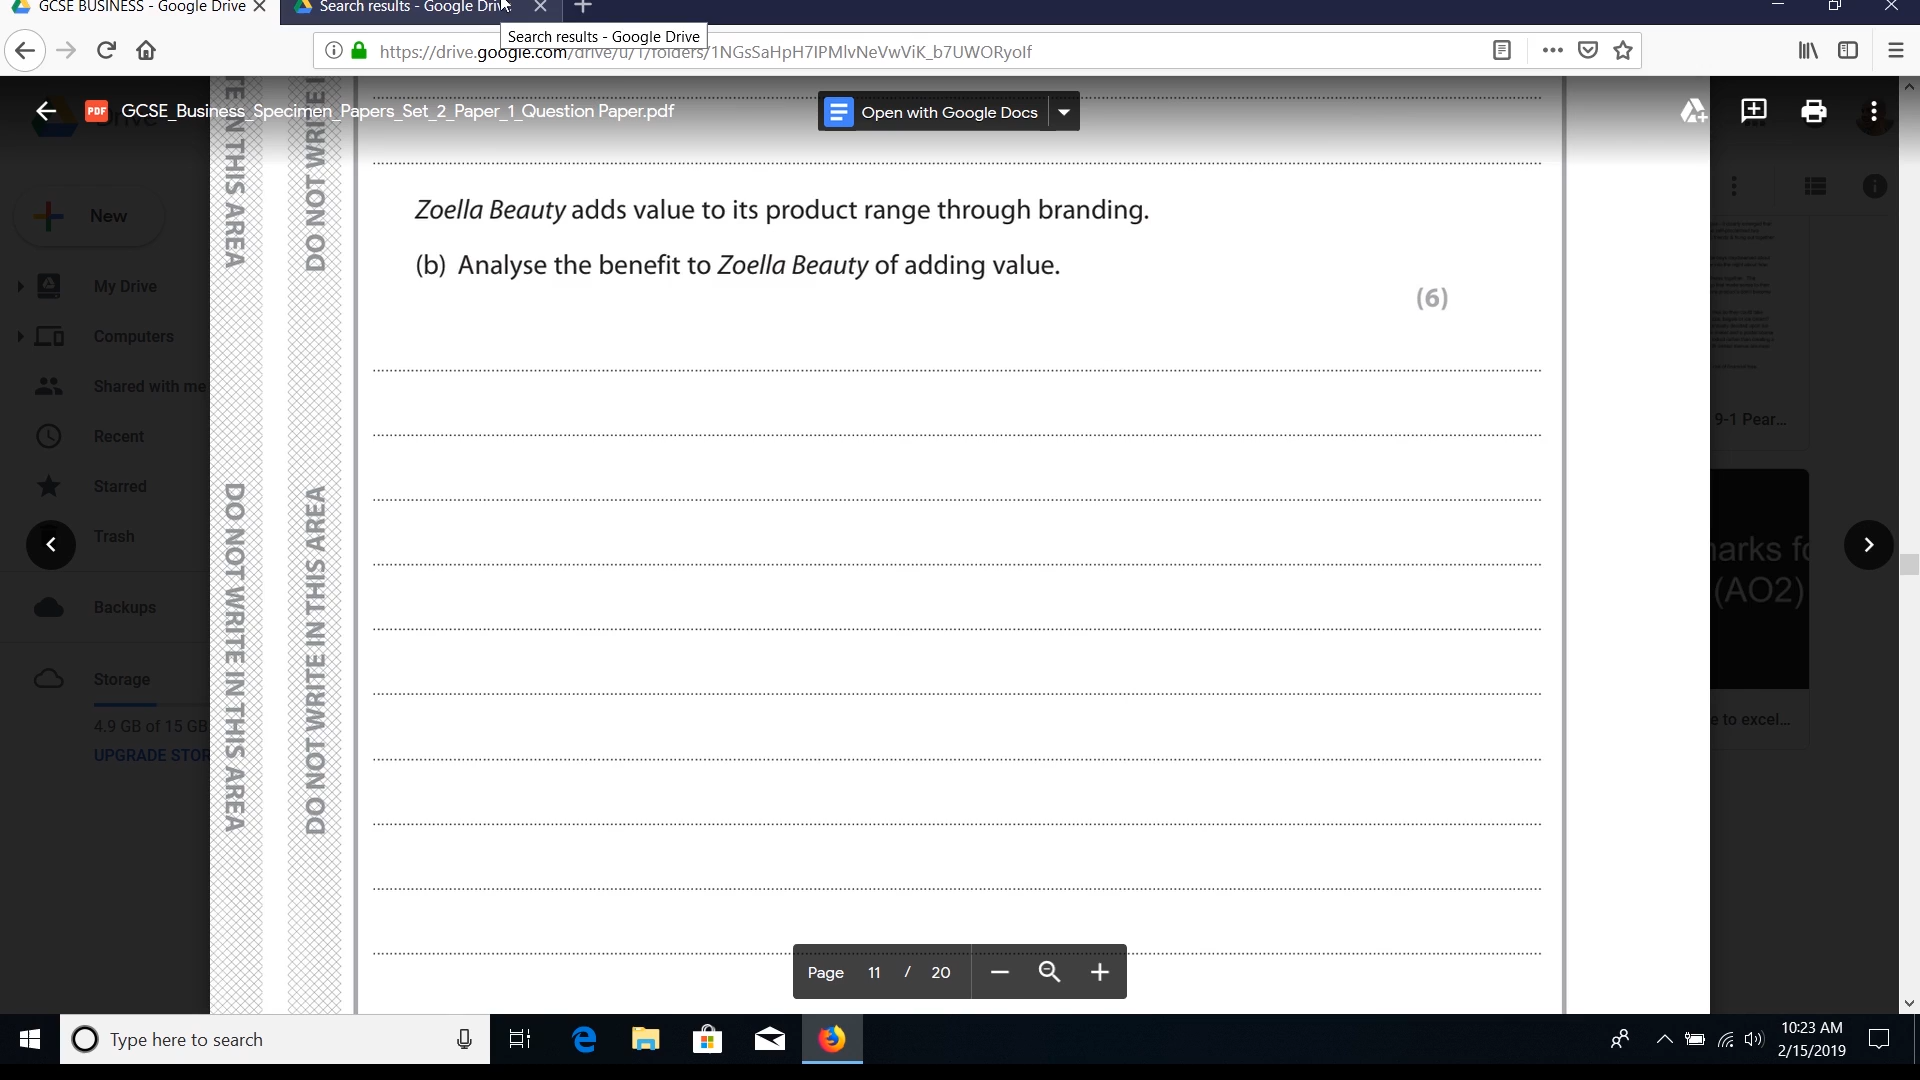 GCSE BUSINESS - Google Drive
Search results - Google Driv
Search results - Google Drive
https://drive.google.com/drive/u/1/folders/1NGsSaHpH7IPMlvNeVwViK_b7UWORyoIf
PDF
GCSE_Business_Specimen_Papers_Set_2_Paper_1_Question Paper.pdf
Open with Google Docs
New
My Drive
Computers
Shared with me
Recent
Starred
Trash
Backups
Storage
4.9 GB of 15 GB
UPGRADE STOR
DO NOT WRITE IN THIS AREA
DO NOT WRITE IN THIS AREA
Zoella Beauty adds value to its product range through branding.
(b) Analyse the benefit to Zoella Beauty of adding value.
(6)
9-1 Pear...
(AO2)
e to excel...
Page 11 / 20
Type here to search
10:23 AM
2/15/2019